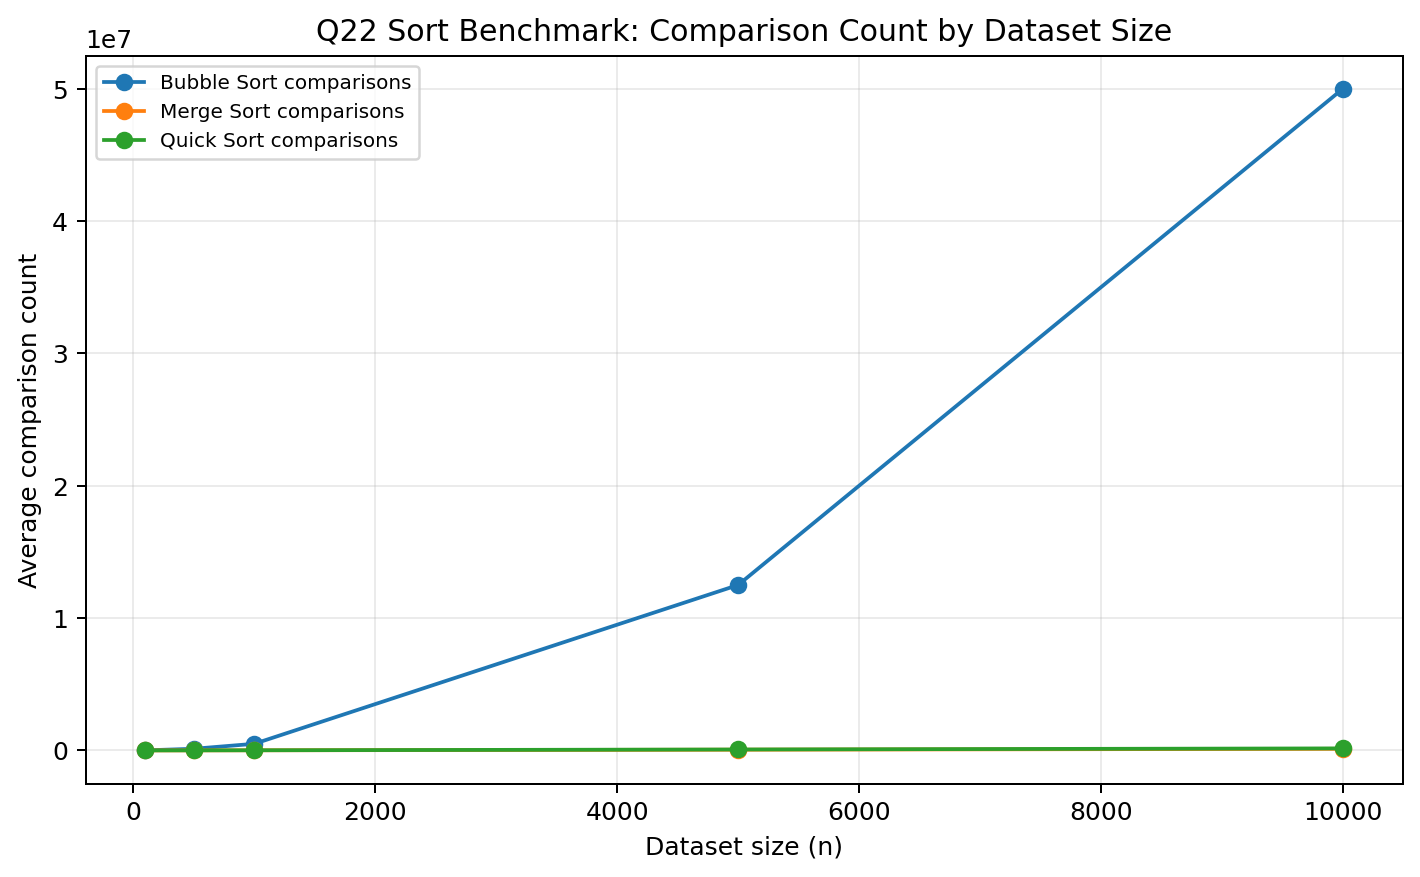 Q22 Sort Benchmark: Comparison Count by Dataset Size
1e7
Bubble Sort comparisons
Merge Sort comparisons
Quick Sort comparisons
5
4
3
2
1
0
Average comparison count
0 2000 4000 6000 8000 10000
Dataset size (n)